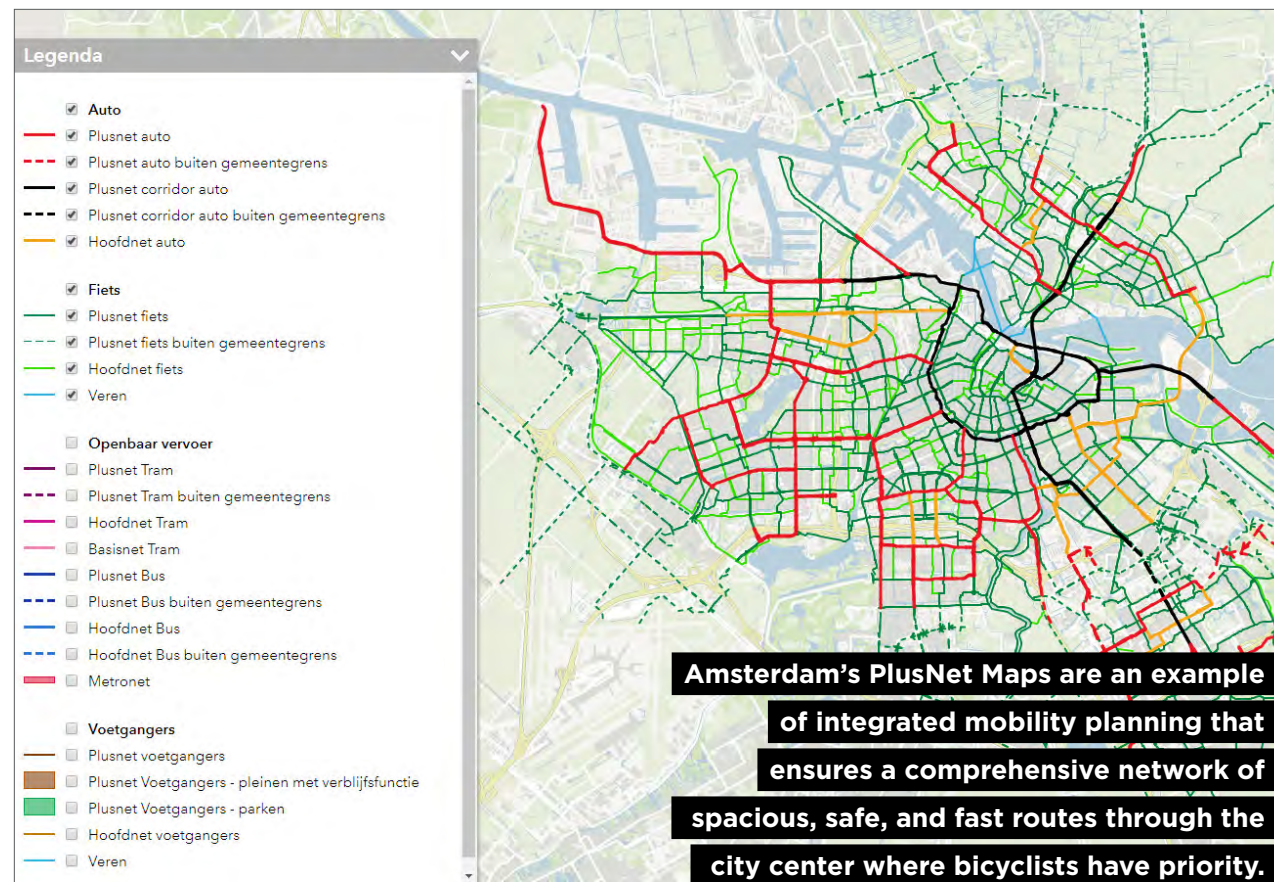 Legenda
Auto
Plusnet auto
Plusnet auto buiten gemeentegrens
Plusnet corridor auto
Plusnet corridor auto buiten gemeentegrens
Hoofdnet auto
Fiets
Plusnet fiets
Plusnet fiets buiten gemeentegrens
Hoofdnet fiets
Veren
Openbaar vervoer
Plusnet Tram
Plusnet Tram buiten gemeentegrens
Hoofdnet Tram
Basisnet Tram
Plusnet Bus
Plusnet Bus buiten gemeentegrens
Hoofdnet Bus
Hoofdnet Bus buiten gemeentegrens
Metronet
Voetgangers
Plusnet voetgangers
Plusnet Voetgangers - pleinen met verblijfsfunctie
Plusnet Voetgangers - parken
Hoofdnet voetgangers
Veren
Amsterdam’s PlusNet Maps are an example
of integrated mobility planning that
ensures a comprehensive network of
spacious, safe, and fast routes through the
city center where bicyclists have priority.